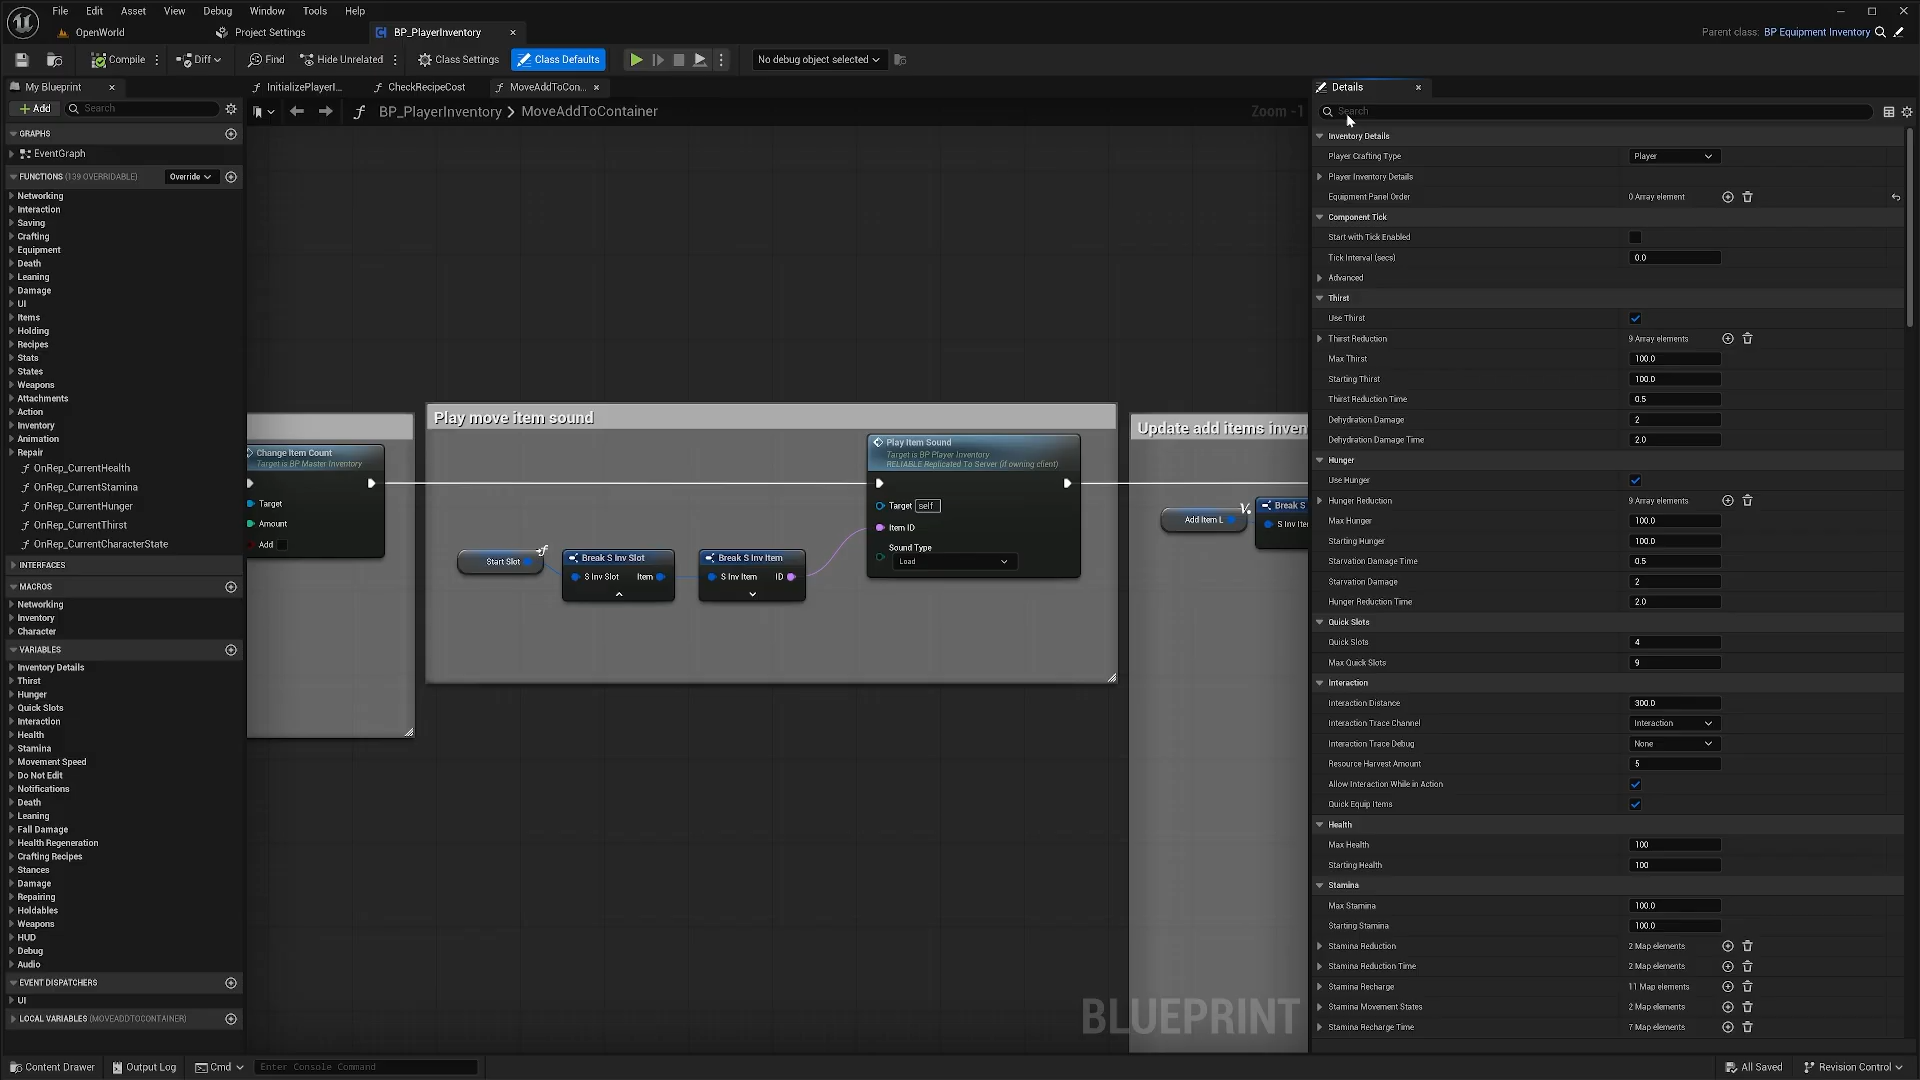 File Edit Asset View Debug Window Tools Help
OpenWorld Project Settings BP_PlayerInventory
Parent class: BP Equipment Inventory
Compile Diff Find Hide Unrelated Class Settings Class Defaults No debug object selected
My Blueprint InitializePlayerI... CheckRecipeCost MoveAddToCon... Details
Add Search BP_PlayerInventory > MoveAddToContainer Zoom -1 Search
GRAPHS
EventGraph
FUNCTIONS (139 OVERRIDABLE) Override
Networking
Interaction
Saving
Crafting
Equipment
Death
Leaning
Damage
UI
Items
Holding
Recipes
Stats
States
Weapons
Attachments
Action
Inventory
Animation
Repair
OnRep_CurrentHealth
OnRep_CurrentStamina
OnRep_CurrentHunger
OnRep_CurrentThirst
OnRep_CurrentCharacterState
INTERFACES
MACROS
Networking
Inventory
Character
VARIABLES
Inventory Details
Thirst
Hunger
Quick Slots
Interaction
Health
Stamina
Movement Speed
Do Not Edit
Notifications
Death
Leaning
Fall Damage
Health Regeneration
Crafting Recipes
Stances
Damage
Repairing
Holdables
Weapons
HUD
Debug
Audio
EVENT DISPATCHERS
UI
LOCAL VARIABLES (MOVEADDTOCONTAINER)
Change Item Count
Target is BP Master Inventory
Target
Amount
Add
Play move item sound
Start Slot
Break S Inv Slot
S Inv Slot Item
Break S Inv Item
S Inv Item ID
Play Item Sound
Target is BP Player Inventory
RELIABLE Replicated To Server (if owning client)
Target self
Item ID
Sound Type
Load
Update add items inven
Add Item L
Break S
S Inv Iter
BLUEPRINT
Inventory Details
Player Crafting Type Player
Player Inventory Details
Equipment Panel Order 0 Array element
Component Tick
Start with Tick Enabled
Tick Interval (secs) 0.0
Advanced
Thirst
Use Thirst
Thirst Reduction 9 Array elements
Max Thirst 100.0
Starting Thirst 100.0
Thirst Reduction Time 0.5
Dehydration Damage 2
Dehydration Damage Time 2.0
Hunger
Use Hunger
Hunger Reduction 9 Array elements
Max Hunger 100.0
Starting Hunger 100.0
Starvation Damage Time 0.5
Starvation Damage 2
Hunger Reduction Time 2.0
Quick Slots
Quick Slots 4
Max Quick Slots 9
Interaction
Interaction Distance 300.0
Interaction Trace Channel Interaction
Interaction Trace Debug None
Resource Harvest Amount 5
Allow Interaction While in Action
Quick Equip Items
Health
Max Health 100
Starting Health 100
Stamina
Max Stamina 100.0
Starting Stamina 100.0
Stamina Reduction 2 Map elements
Stamina Reduction Time 2 Map elements
Stamina Recharge 11 Map elements
Stamina Movement States 2 Map elements
Stamina Recharge Time 7 Map elements
Content Drawer Output Log Cmd Enter Console Command All Saved Revision Control